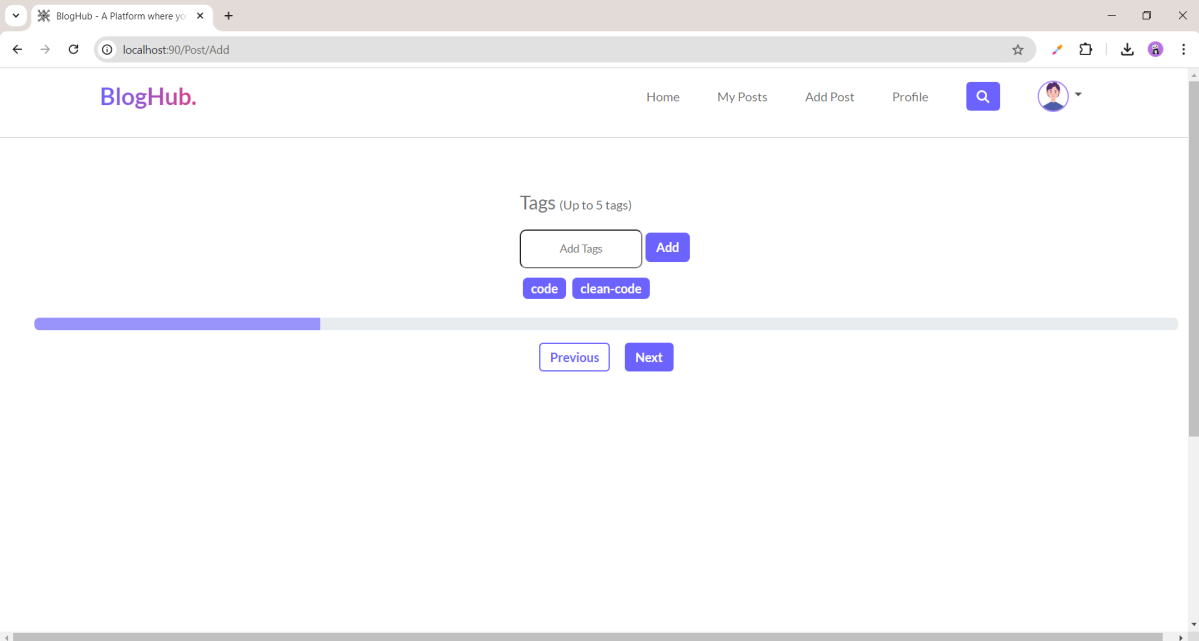 BlogHub - A Platform where yo
localhost:90/Post/Add
BlogHub.
Home My Posts Add Post Profile
Tags (Up to 5 tags)
Add Tags Add
code clean-code
Previous Next